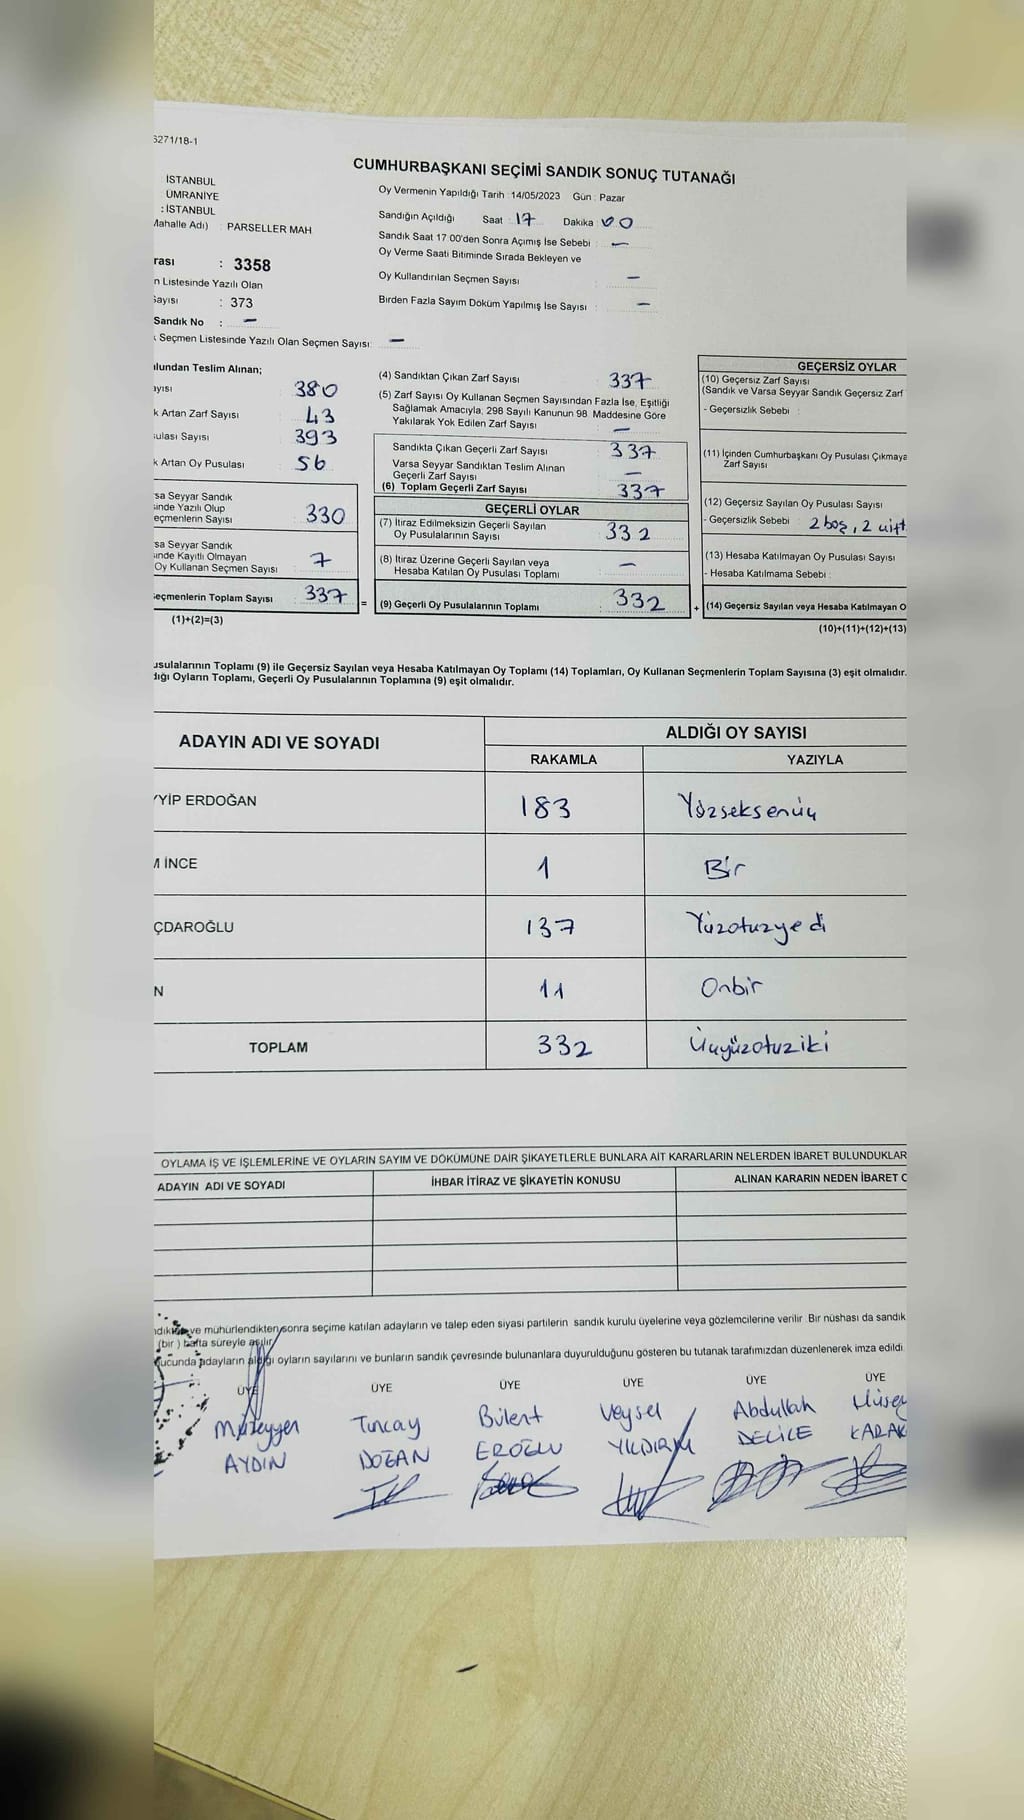 6271/18-1
CUMHURBAŞKANI SEÇİMİ SANDIK SONUÇ TUTANAĞI
İSTANBUL
ÜMRANİYE
: İSTANBUL
Mahalle Adı) : PARSELLER MAH
Oy Vermenin Yapıldığı Tarih : 14/05/2023 Gün : Pazar
Sandığın Açıldığı Saat : 17 Dakika : 00
Sandık Saat 17:00'den Sonra Açımış İse Sebebi : —
Oy Verme Saati Bitiminde Sırada Bekleyen ve
Oy Kullandırılan Seçmen Sayısı : —
Birden Fazla Sayım Döküm Yapılmış İse Sayısı : —
rası : 3358
n Listesinde Yazılı Olan
Sayısı : 373
Sandık No : —
k Seçmen Listesinde Yazılı Olan Seçmen Sayısı: —
ulundan Teslim Alınan;
ayısı 380
k Artan Zarf Sayısı 43
usulası Sayısı 393
k Artan Oy Pusulası 56
rsa Seyyar Sandık
sinde Yazılı Olup
eçmenlerin Sayısı 330
rsa Seyyar Sandık
sinde Kayıtlı Olmayan
Oy Kullanan Seçmen Sayısı 7
eçmenlerin Toplam Sayısı 337 =
(1)+(2)=(3)
(4) Sandıktan Çıkan Zarf Sayısı 337
(5) Zarf Sayısı Oy Kullanan Seçmen Sayısından Fazla İse, Eşitliği
Sağlamak Amacıyla, 298 Sayılı Kanunun 98. Maddesine Göre
Yakılarak Yok Edilen Zarf Sayısı —
Sandıkta Çıkan Geçerli Zarf Sayısı 337
Varsa Seyyar Sandıktan Teslim Alınan
Geçerli Zarf Sayısı —
(6) Toplam Geçerli Zarf Sayısı 337
GEÇERLİ OYLAR
(7) İtiraz Edilmeksizin Geçerli Sayılan
Oy Pusulalarının Sayısı 332
(8) İtiraz Üzerine Geçerli Sayılan veya
Hesaba Katılan Oy Pusulası Toplamı —
(9) Geçerli Oy Pusulalarının Toplamı : 332 +
GEÇERSİZ OYLAR
(10) Geçersiz Zarf Sayısı
(Sandık ve Varsa Seyyar Sandık Geçersiz Zarf
- Geçersizlik Sebebi :
(11) İçinden Cumhurbaşkanı Oy Pusulası Çıkmaya
Zarf Sayısı
(12) Geçersiz Sayılan Oy Pusulası Sayısı
- Geçersizlik Sebebi : 2 boş, 2 çift
(13) Hesaba Katılmayan Oy Pusulası Sayısı
- Hesaba Katılmama Sebebi :
(14) Geçersiz Sayılan veya Hesaba Katılmayan O
(10)+(11)+(12)+(13)
usulalarının Toplamı (9) ile Geçersiz Sayılan veya Hesaba Katılmayan Oy Toplamı (14) Toplamları, Oy Kullanan Seçmenlerin Toplam Sayısına (3) eşit olmalıdır.
dığı Oyların Toplamı, Geçerli Oy Pusulalarının Toplamına (9) eşit olmalıdır.
ADAYIN ADI VE SOYADI
ALDIĞI OY SAYISI
RAKAMLA YAZIYLA
YYİP ERDOĞAN 183 Yüzseksenüç
M İNCE 1 Bir
ÇDAROĞLU 137 Yüzotuzyedi
N 11 Onbir
TOPLAM 332 Üçyüzotuziki
OYLAMA İŞ VE İŞLEMLERİNE VE OYLARIN SAYIM VE DÖKÜMÜNE DAİR ŞİKAYETLERLE BUNLARA AİT KARARLARIN NELERDEN İBARET BULUNDUKLAR
ADAYIN ADI VE SOYADI İHBAR İTİRAZ VE ŞİKAYETİN KONUSU ALINAN KARARIN NEDEN İBARET O
ve mühürlendikten sonra seçime katılan adayların ve talep eden siyasi partilerin sandık kurulu üyelerine veya gözlemcilerine verilir. Bir nüshası da sandık
(bir ) hafta süreyle asılır.
ucunda adayların aldığı oyların sayılarını ve bunların sandık çevresinde bulunanlara duyurulduğunu gösteren bu tutanak tarafımızdan düzenlenerek imza edildi.
ÜYE ÜYE ÜYE ÜYE ÜYE ÜYE
Müzeyyen Tuncay Bülent Veysel Abdullah Hüsey
AYDIN DOĞAN EROĞLU YILDIRIM DELİCE KARAK